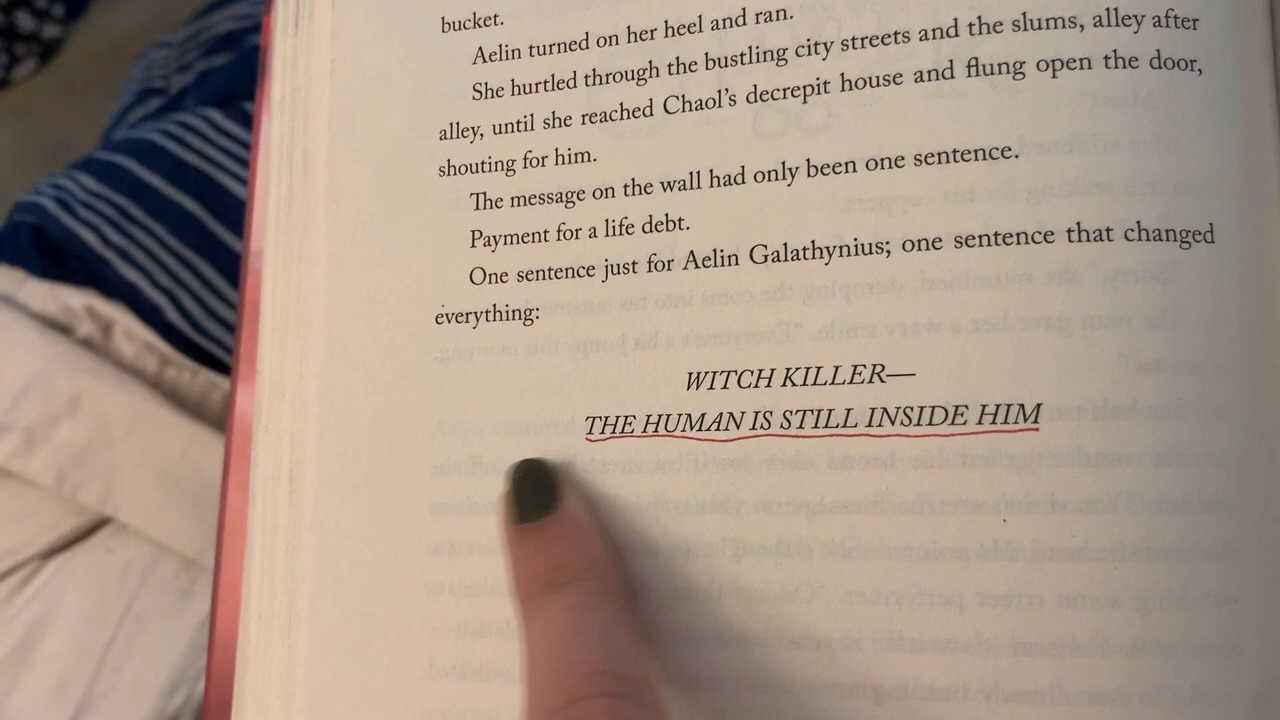 bucket.
Aelin turned on her heel and ran.
She hurtled through the bustling city streets and the slums, alley after
alley, until she reached Chaol's decrepit house and flung open the door,
shouting for him.
The message on the wall had only been one sentence.
Payment for a life debt.
One sentence just for Aelin Galathynius; one sentence that changed
everything:
WITCH KILLER—
THE HUMAN IS STILL INSIDE HIM